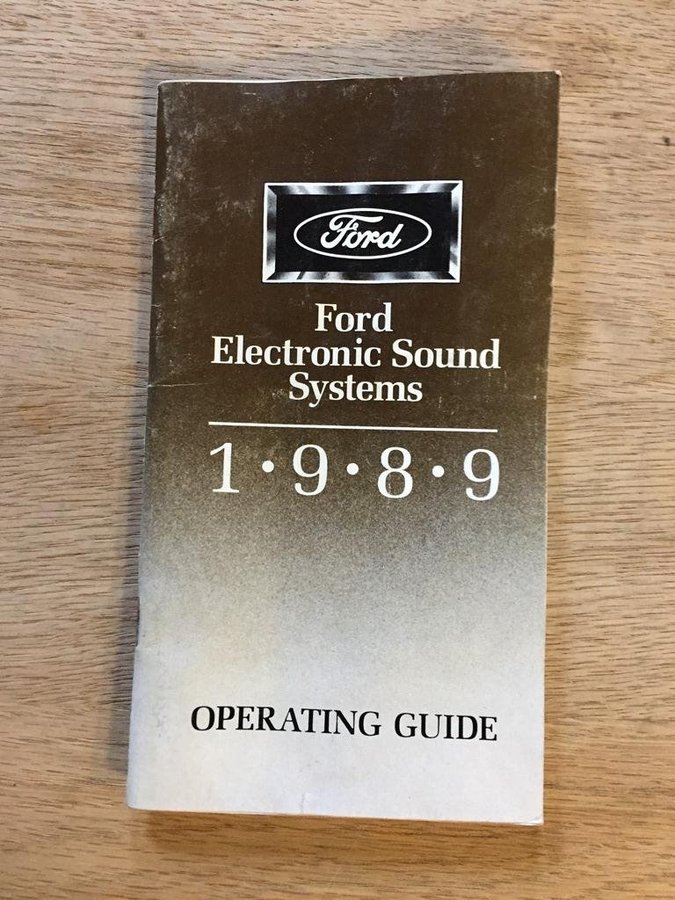 Ford
Ford
Electronic Sound
Systems
1•9•8•9
OPERATING GUIDE